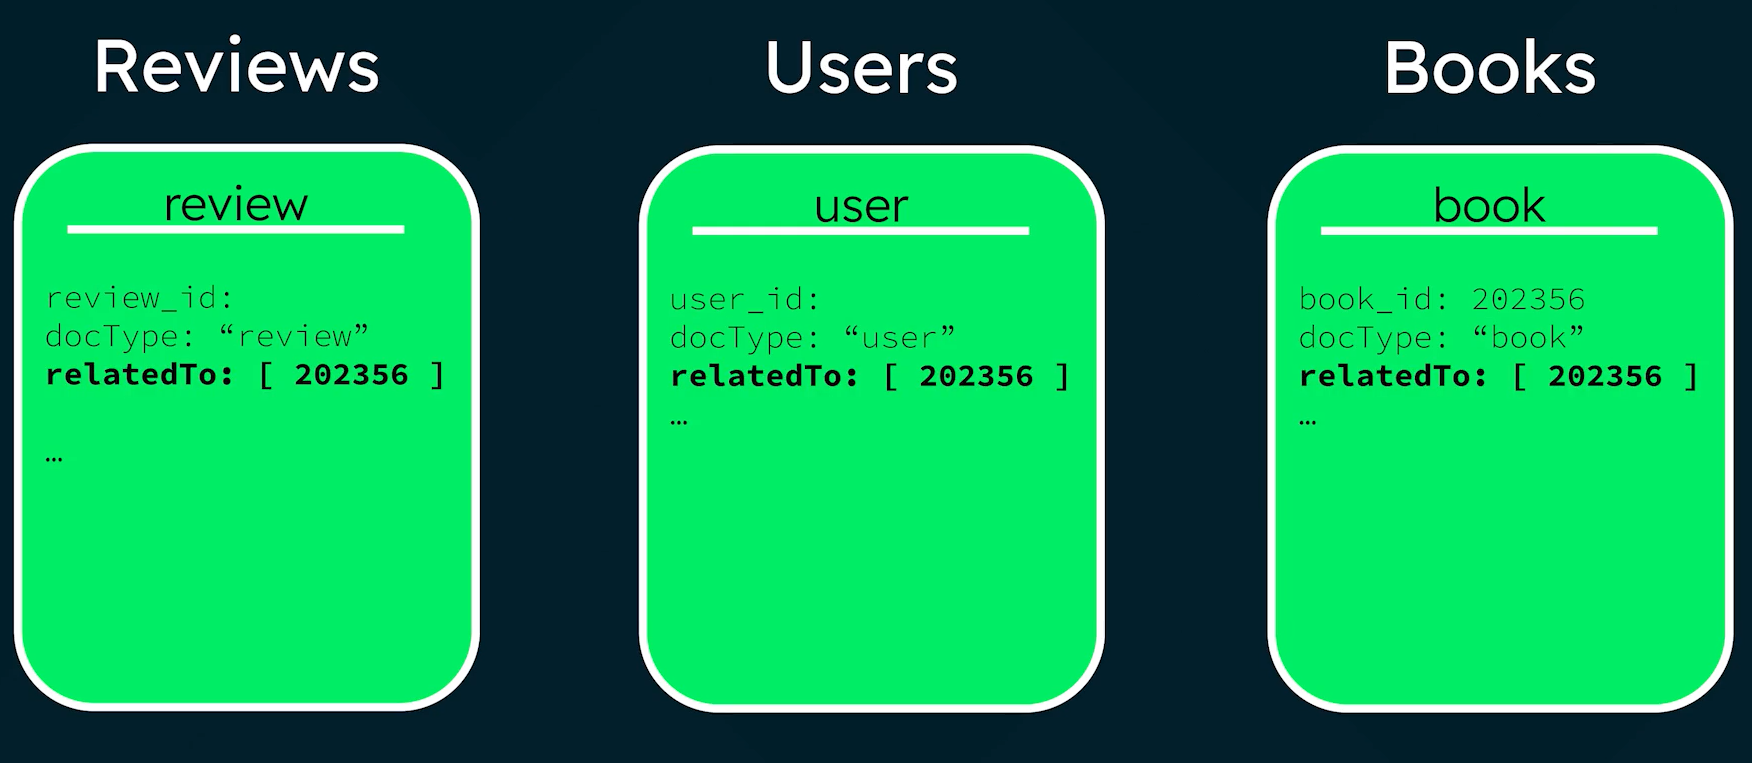 Reviews
review
review_id:
docType: “review”
relatedTo: [ 202356 ]
…
Users
user
user_id:
docType: “user”
relatedTo: [ 202356 ]
…
Books
book
book_id: 202356
docType: “book”
relatedTo: [ 202356 ]
…